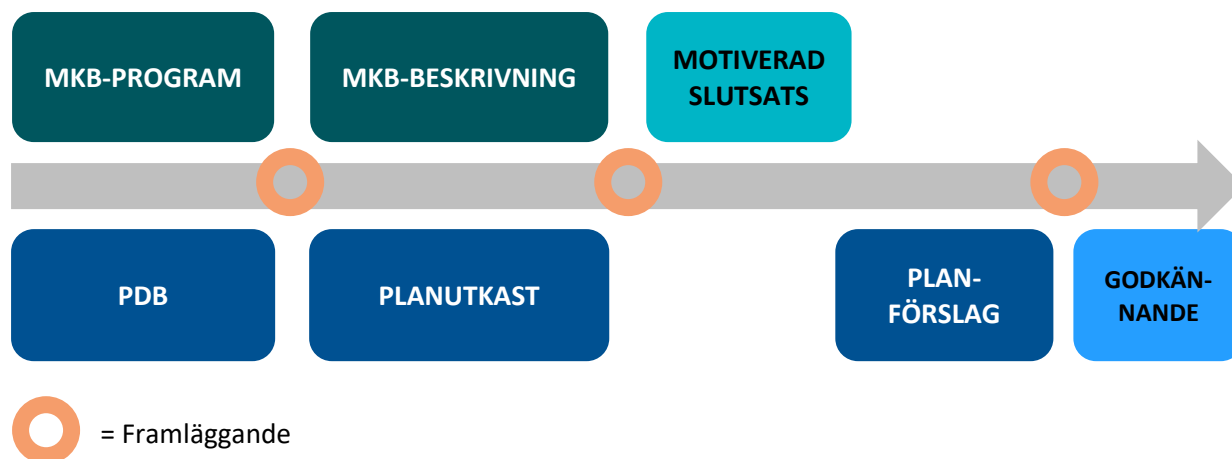 MKB-PROGRAM
MKB-BESKRIVNING
MOTIVERAD
SLUTSATS
PDB
PLANUTKAST
PLAN-
FÖRSLAG
GODKÄN-
NANDE
= Framläggande